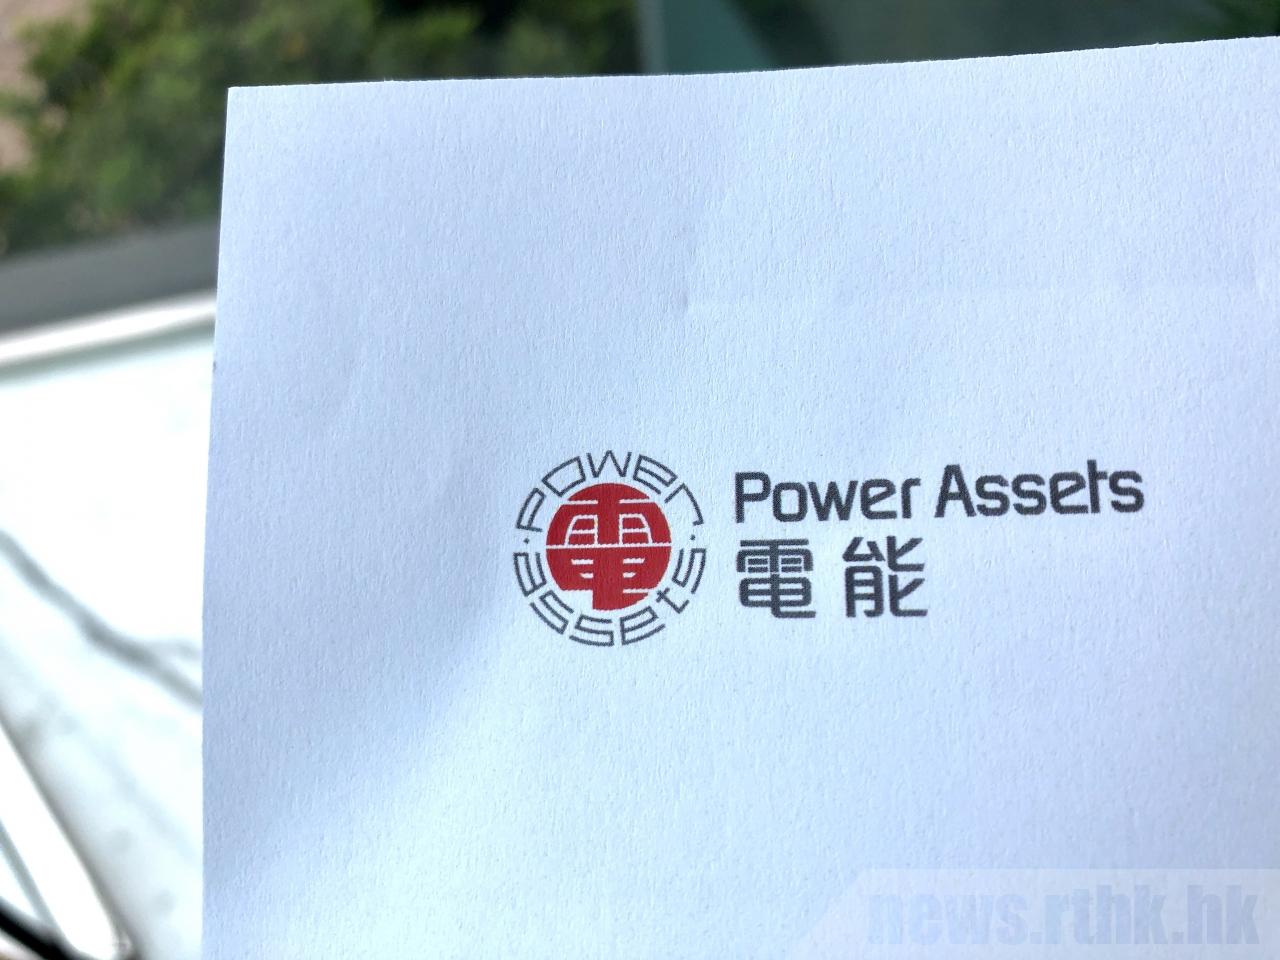 POWER
· assets ·
Power Assets
電能
電
news.rthk.hk